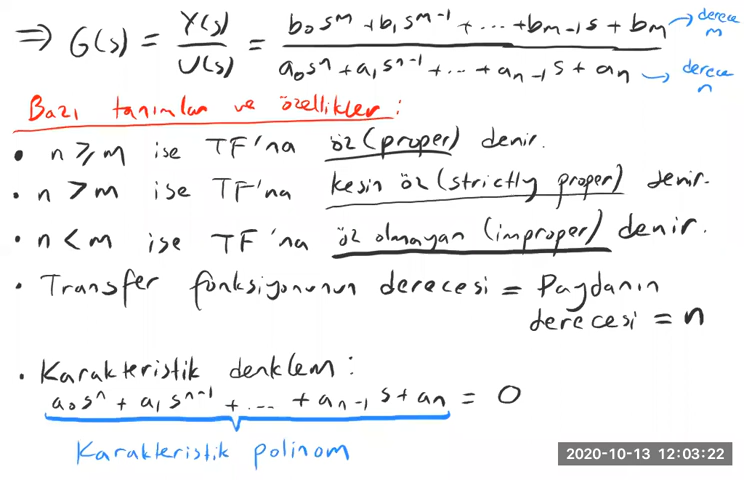 ⇒ G(s) = Y(s)/U(s) = (b₀sᵐ + b₁sᵐ⁻¹ + ... + bₘ₋₁s + bₘ)/(a₀sⁿ + a₁sⁿ⁻¹ + ... + aₙ₋₁s + aₙ)
→ derece m
→ derece n
Bazı tanımlar ve özellikler:
• n ≥ m ise TF'na öz (proper) denir.
• n > m ise TF'na kesin öz (strictly proper) denir.
• n < m ise TF'na öz olmayan (improper) denir.
• Transfer fonksiyonunun derecesi = Paydanın
derecesi = n
• Karakteristik denklem:
a₀sⁿ + a₁sⁿ⁻¹ + ... + aₙ₋₁s + aₙ = 0
Karakteristik polinom
2020-10-13 12:03:22